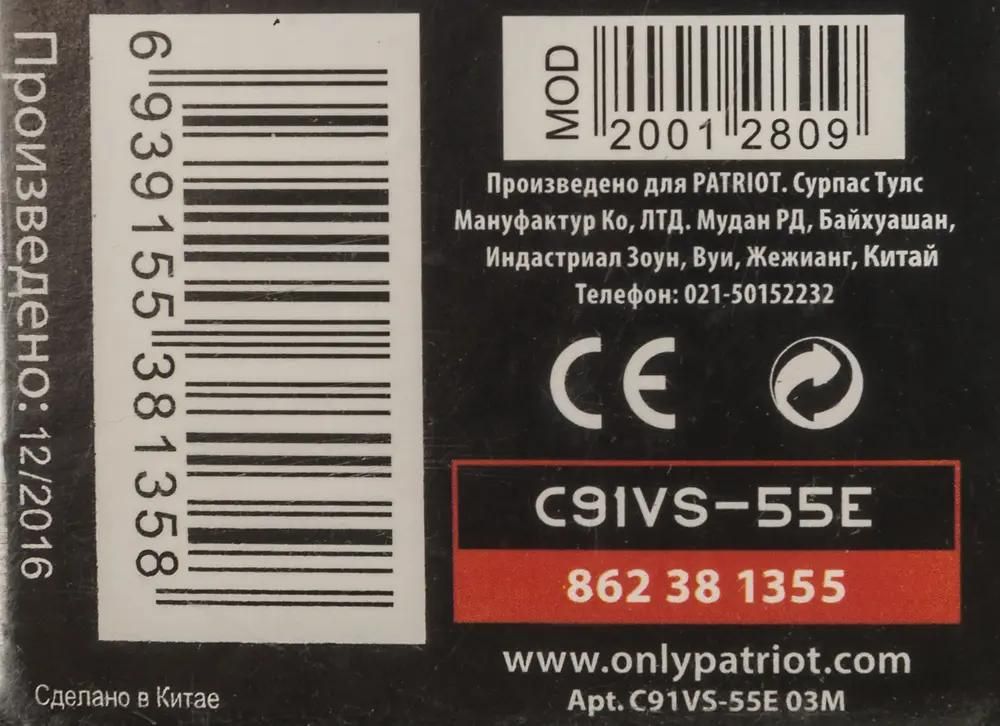 Произведено: 12/2016
6 939155 381358
MOD
2001 2809
Произведено для PATRIOT. Сурпас Тулс
Мануфактур Ко, ЛТД. Мудан РД, Байхуашан,
Индастриал Зоун, Вуи, Жежианг, Китай
Телефон: 021-50152232
CE
C91VS-55E
862 38 1355
www.onlypatriot.com
Арт. C91VS-55E 03M
Сделано в Китае